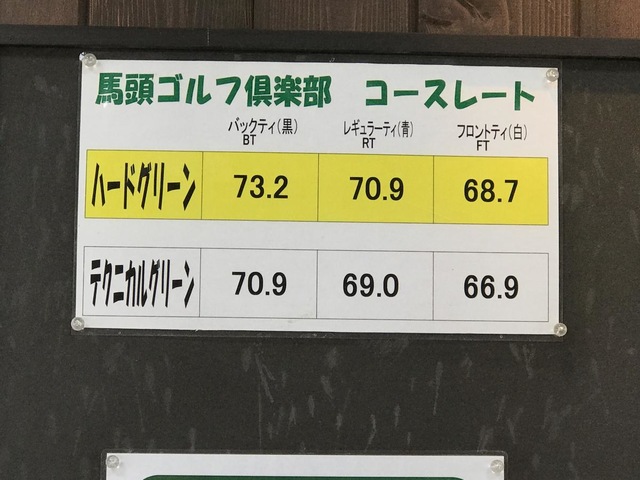 馬頭ゴルフ倶楽部 コースレート
バックティ(黒) レギュラーティ(青) フロントティ(白)
BT RT FT
ハードグリーン 73.2 70.9 68.7
テクニカルグリーン 70.9 69.0 66.9